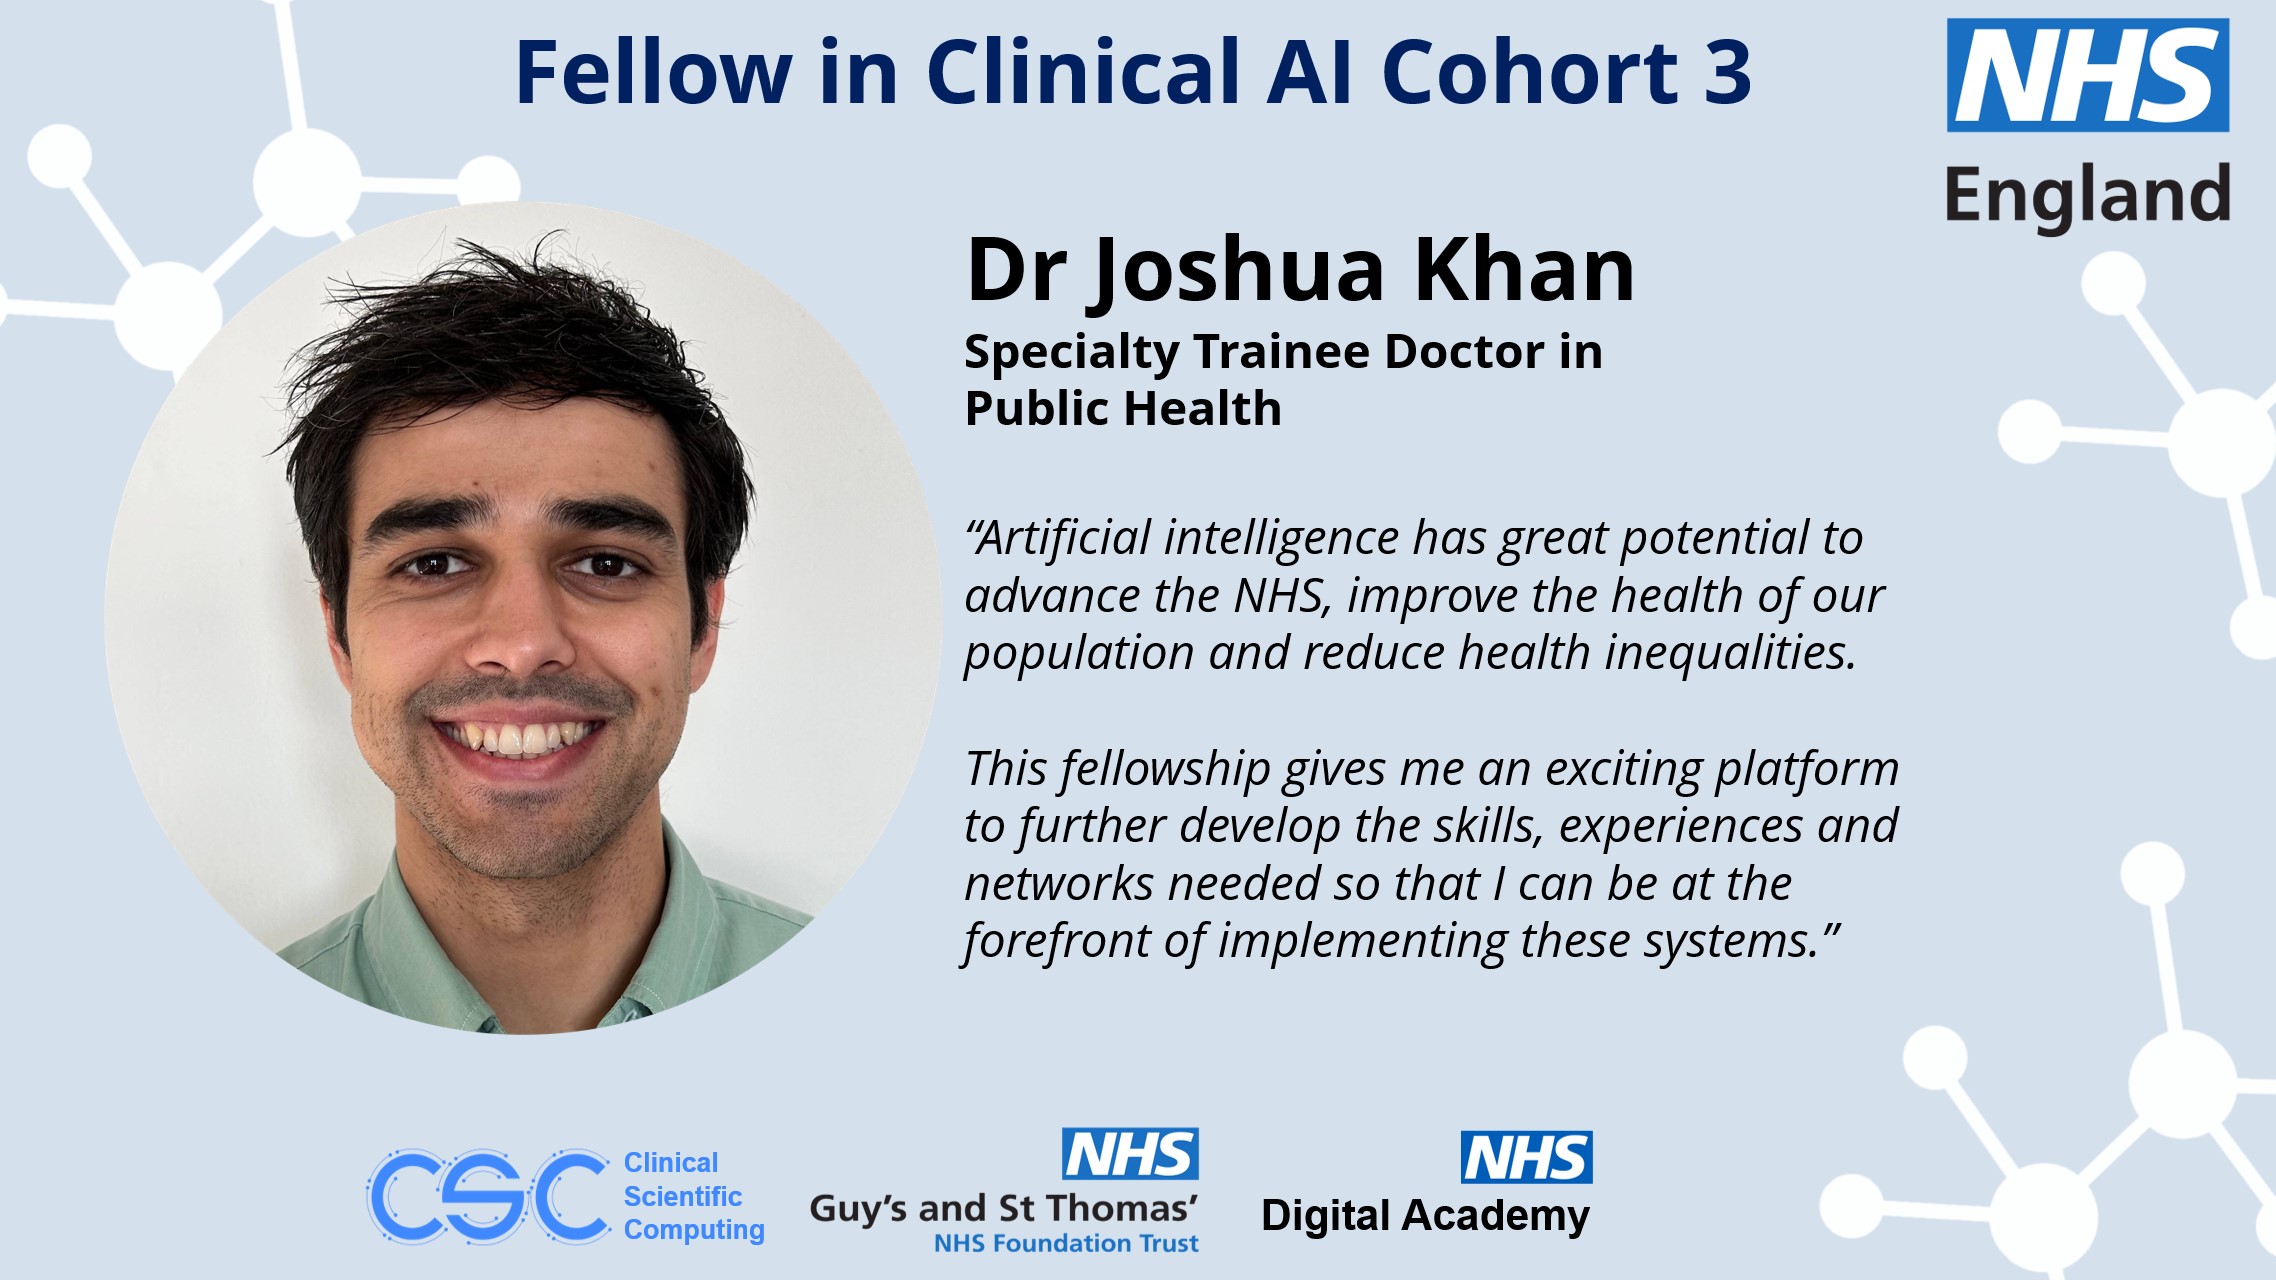 Fellow in Clinical AI Cohort 3
NHS
England
Dr Joshua Khan
Specialty Trainee Doctor in
Public Health
“Artificial intelligence has great potential to
advance the NHS, improve the health of our
population and reduce health inequalities.
This fellowship gives me an exciting platform
to further develop the skills, experiences and
networks needed so that I can be at the
forefront of implementing these systems.”
CSC
Clinical
Scientific
Computing
NHS
Guy’s and St Thomas’
NHS Foundation Trust
NHS
Digital Academy